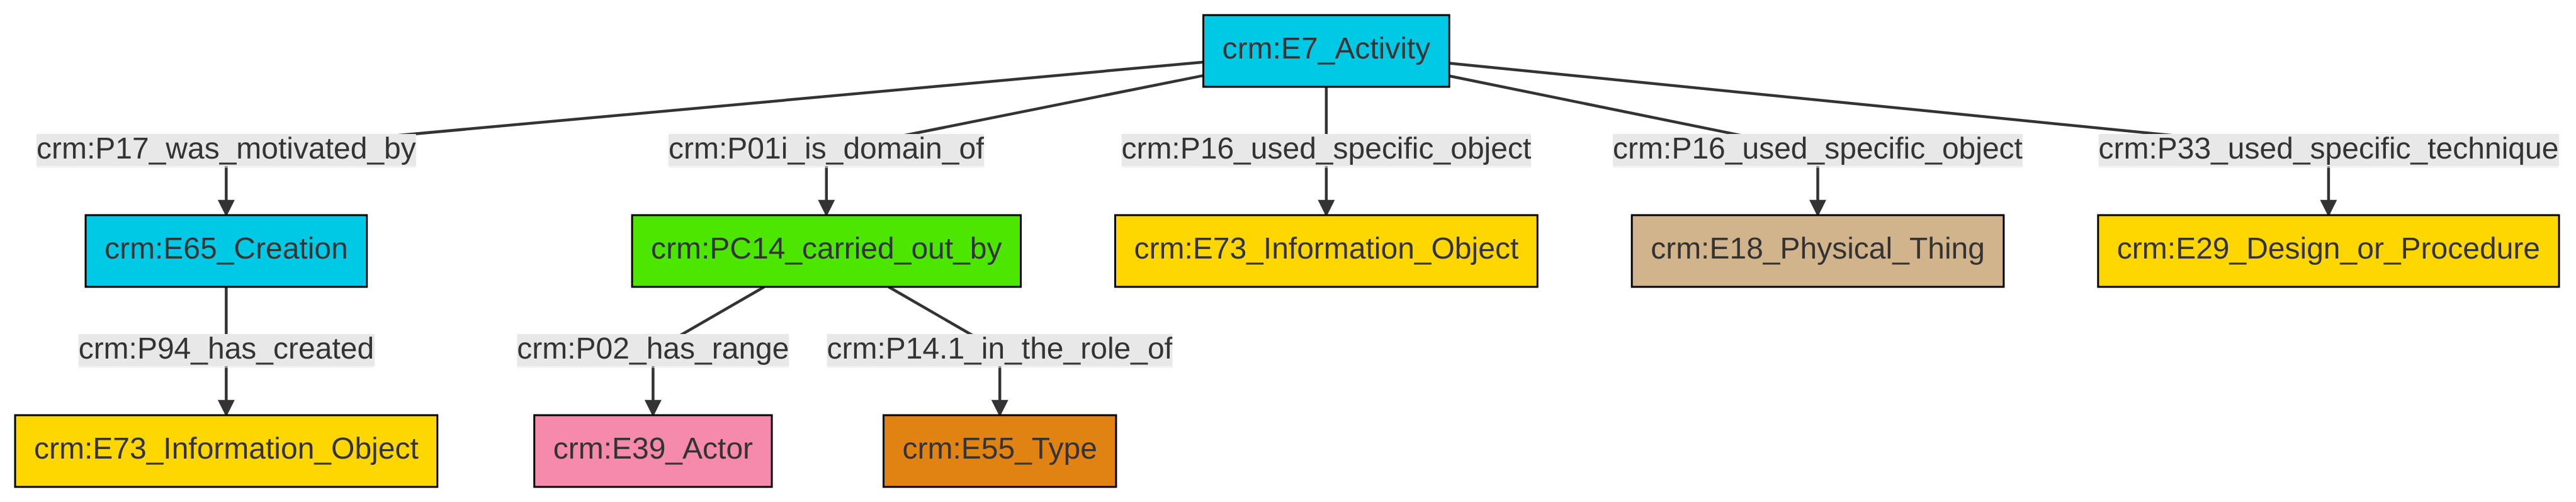 crm:E7_Activity
crm:P17_was_motivated_by
crm:P01i_is_domain_of
crm:P16_used_specific_object
crm:P16_used_specific_object
crm:P33_used_specific_technique
crm:E65_Creation
crm:PC14_carried_out_by
crm:E73_Information_Object
crm:E18_Physical_Thing
crm:E29_Design_or_Procedure
crm:P94_has_created
crm:P02_has_range
crm:P14.1_in_the_role_of
crm:E73_Information_Object
crm:E39_Actor
crm:E55_Type